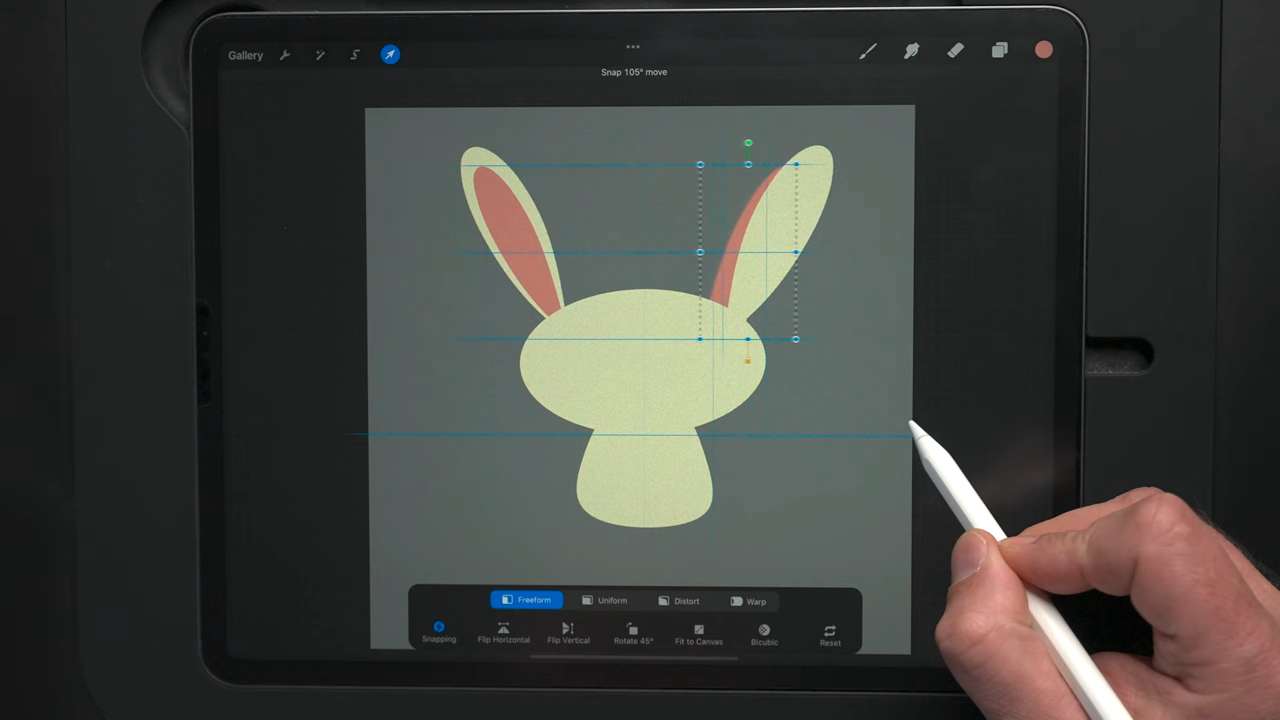 Gallery
Snap 105° move
Freeform Uniform Distort Warp
Snapping Flip Horizontal Flip Vertical Rotate 45° Fit to Canvas Bicubic Reset